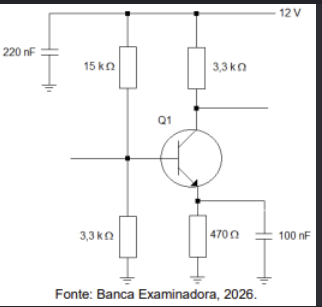 12 V
220 nF
15 kΩ
3,3 kΩ
Q1
3,3 kΩ
470 Ω
100 nF
Fonte: Banca Examinadora, 2026.